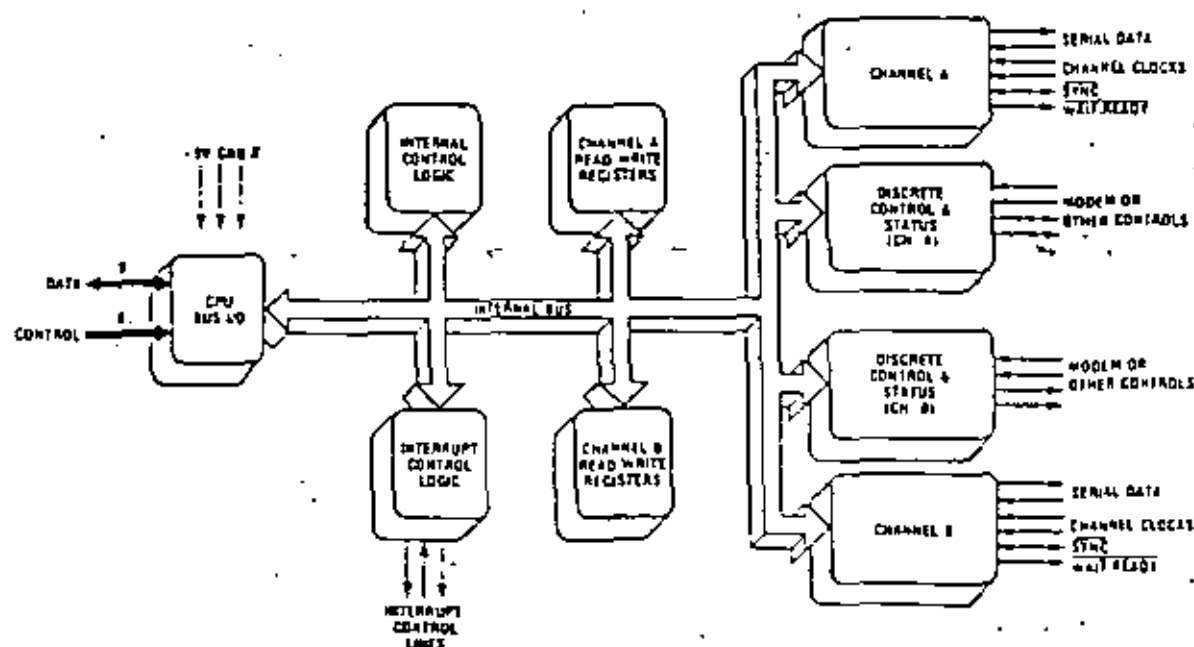 CHANNEL A
SERIAL DATA
CHANNEL CLOCKS
SYNC
WAIT READY
INTERNAL
CONTROL
LOGIC
CHANNEL A
READ WRITE
REGISTERS
DISCRETE
CONTROL &
STATUS
MODEM OR
OTHER CONTROLS
DATA
CPU
BUS I/O
CONTROL
INTERNAL BUS
DISCRETE
CONTROL &
STATUS
MODEM OR
OTHER CONTROLS
INTERRUPT
CONTROL
LOGIC
CHANNEL B
READ WRITE
REGISTERS
CHANNEL B
SERIAL DATA
CHANNEL CLOCKS
SYNC
WAIT READY
INTERRUPT
CONTROL
LINES